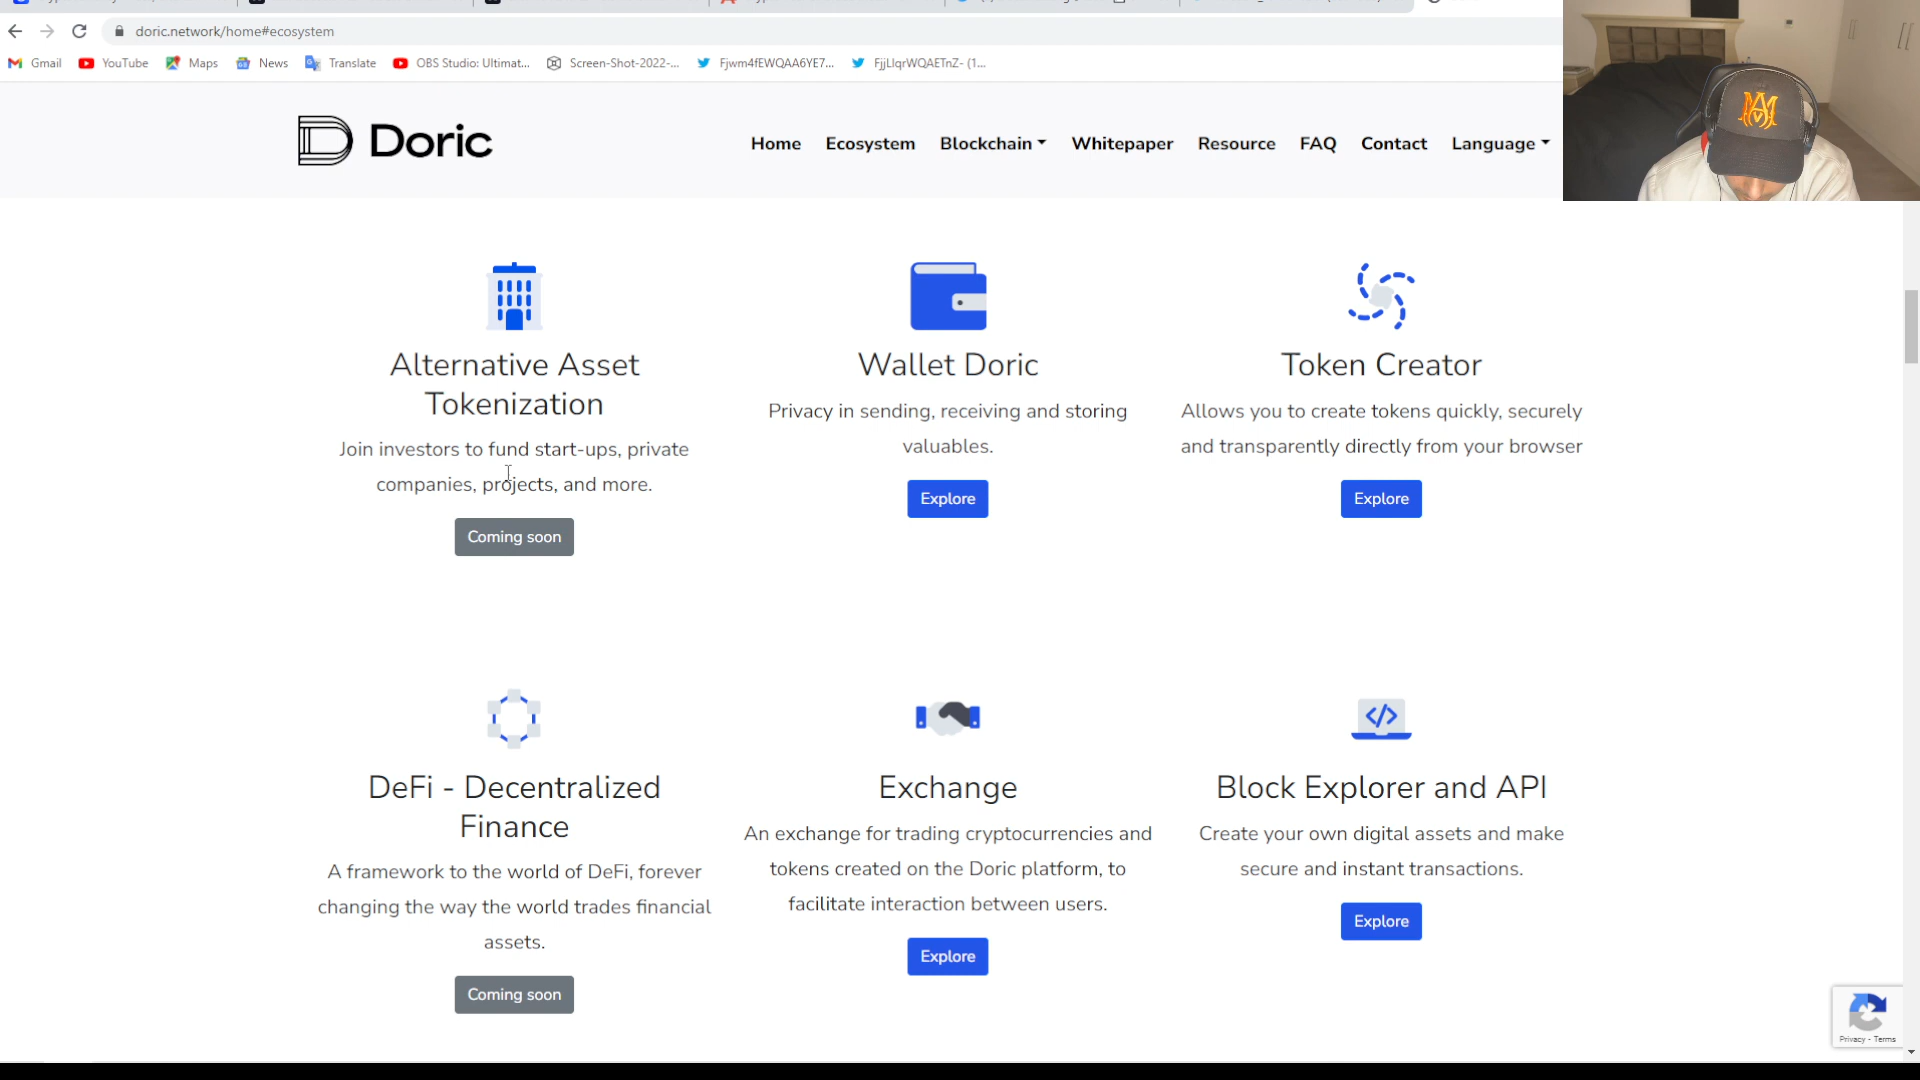 doric.network/home#ecosystem
Gmail
YouTube
Maps
News
Translate
OBS Studio: Ultimat...
Screen-Shot-2022-...
Fjwm4fEWQAA6YE7...
FjjLlqrWQAETnZ- (1...
Doric
Home
Ecosystem
Blockchain
Whitepaper
Resource
FAQ
Contact
Language
Alternative Asset
Tokenization
Join investors to fund start-ups, private
companies, projects, and more.
Coming soon
Wallet Doric
Privacy in sending, receiving and storing
valuables.
Explore
Token Creator
Allows you to create tokens quickly, securely
and transparently directly from your browser
Explore
DeFi - Decentralized
Finance
A framework to the world of DeFi, forever
changing the way the world trades financial
assets.
Coming soon
Exchange
An exchange for trading cryptocurrencies and
tokens created on the Doric platform, to
facilitate interaction between users.
Explore
Block Explorer and API
Create your own digital assets and make
secure and instant transactions.
Explore
Privacy - Terms